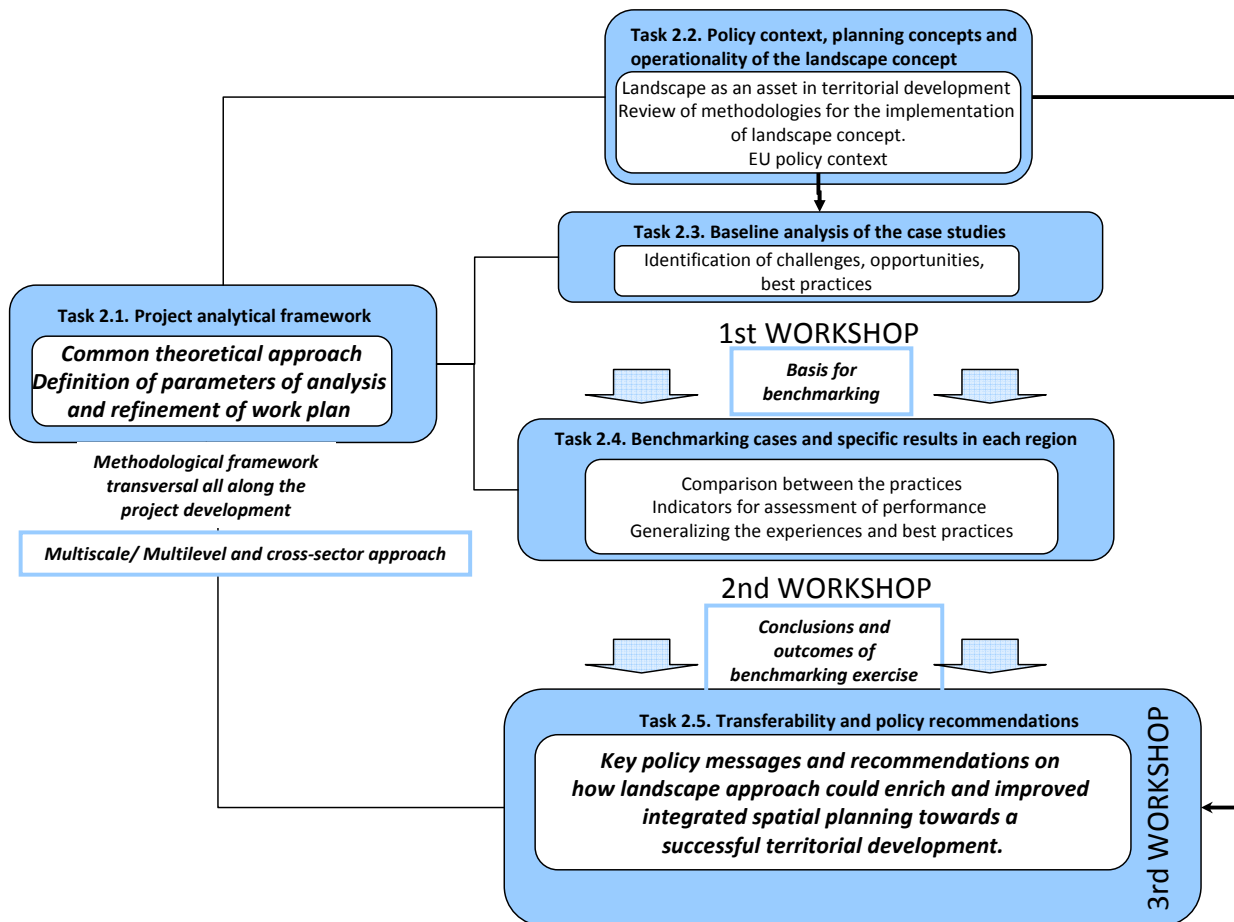 Task 2.2. Policy context, planning concepts and
operationality of the landscape concept
Landscape as an asset in territorial development
Review of methodologies for the implementation
of landscape concept.
EU policy context
Task 2.3. Baseline analysis of the case studies
Identification of challenges, opportunities,
best practices
Task 2.1. Project analytical framework
Common theoretical approach
Definition of parameters of analysis
and refinement of work plan
Methodological framework
transversal all along the
project development
Multiscale/ Multilevel and cross-sector approach
1st WORKSHOP
Basis for
benchmarking
Task 2.4. Benchmarking cases and specific results in each region
Comparison between the practices
Indicators for assessment of performance
Generalizing the experiences and best practices
2nd WORKSHOP
Conclusions and
outcomes of
benchmarking exercise
Task 2.5. Transferability and policy recommendations
Key policy messages and recommendations on
how landscape approach could enrich and improved
integrated spatial planning towards a
successful territorial development.
3rd WORKSHOP